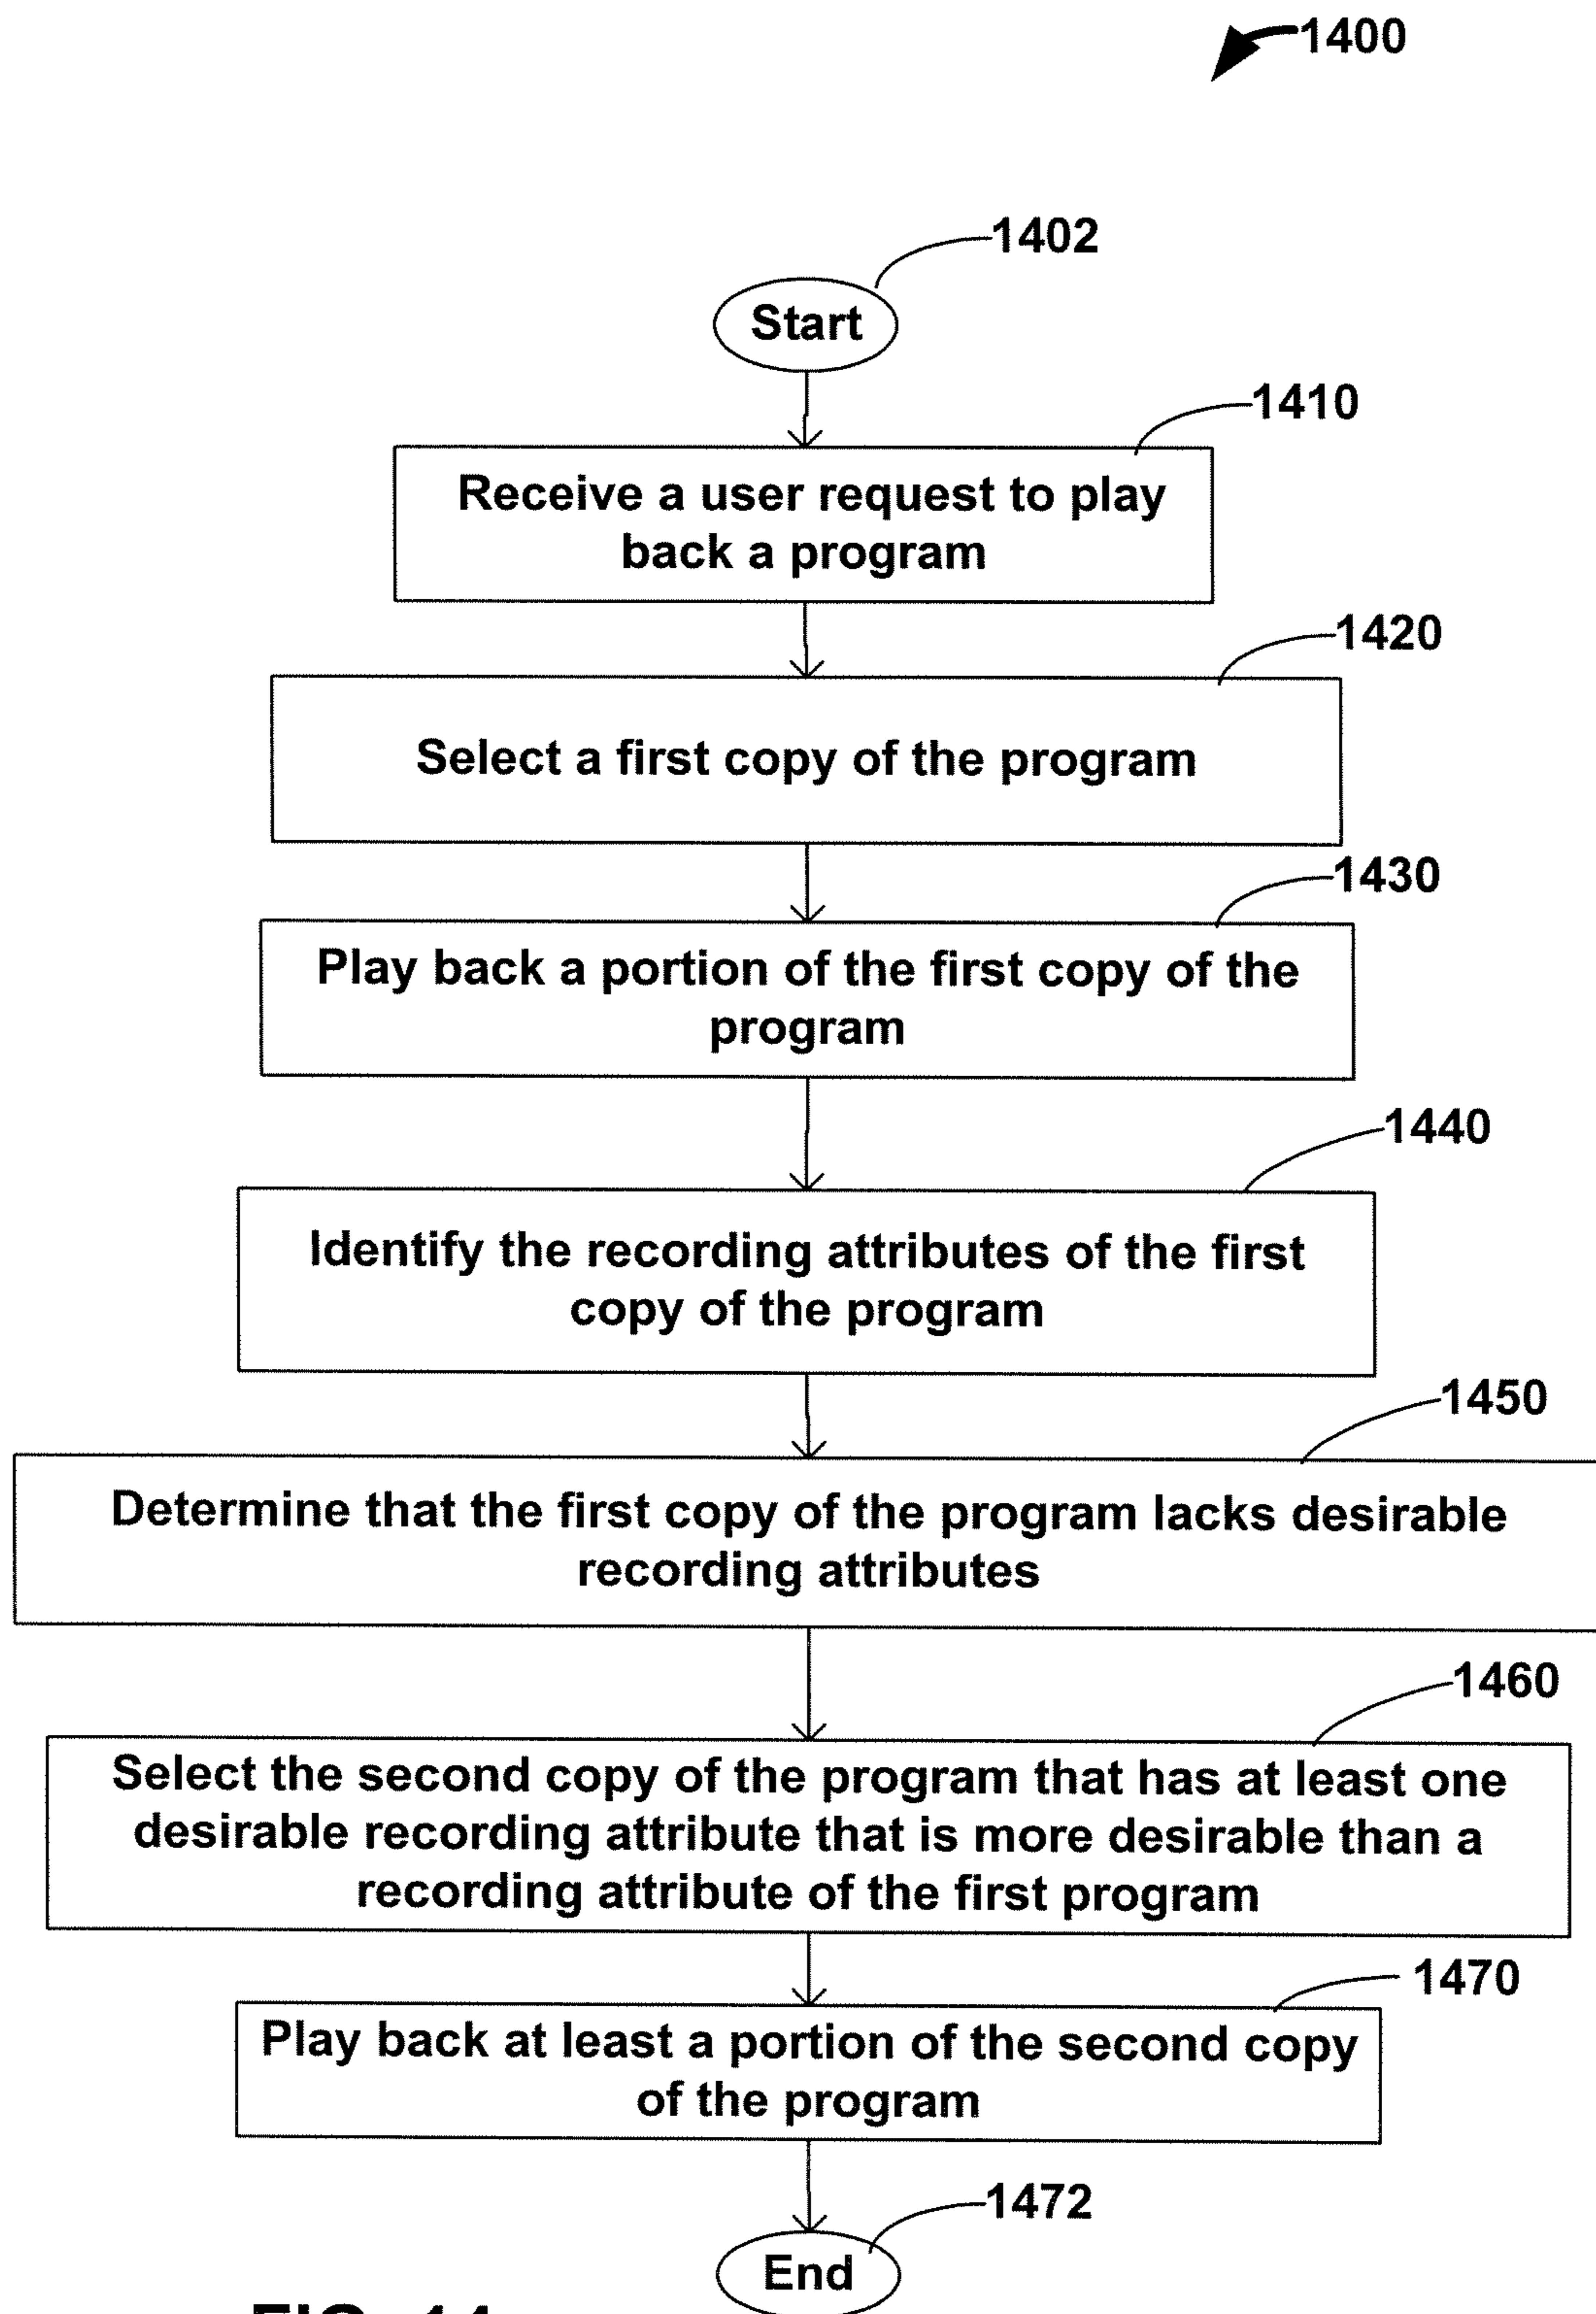 1400
1402
Start
1410
Receive a user request to play
back a program
1420
Select a first copy of the program
1430
Play back a portion of the first copy of the
program
1440
Identify the recording attributes of the first
copy of the program
1450
Determine that the first copy of the program lacks desirable
recording attributes
1460
Select the second copy of the program that has at least one
desirable recording attribute that is more desirable than a
recording attribute of the first program
1470
Play back at least a portion of the second copy
of the program
1472
End